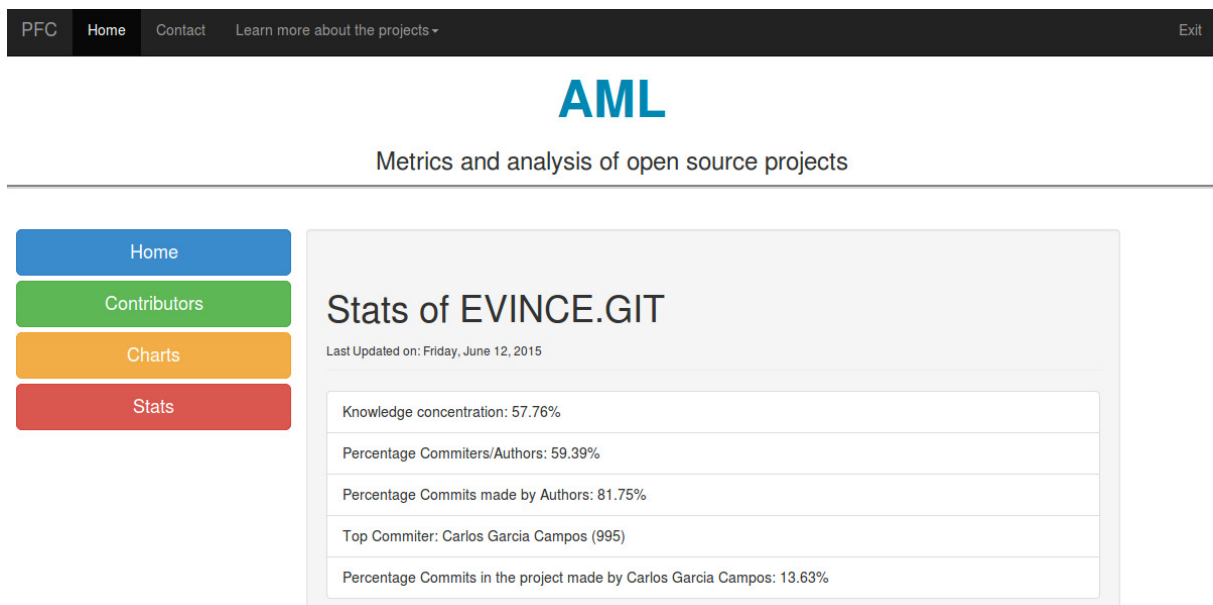 PFC Home Contact Learn more about the projects Exit
AML
Metrics and analysis of open source projects
Home
Contributors
Charts
Stats
Stats of EVINCE.GIT
Last Updated on: Friday, June 12, 2015
Knowledge concentration: 57.76%
Percentage Commiters/Authors: 59.39%
Percentage Commits made by Authors: 81.75%
Top Commiter: Carlos Garcia Campos (995)
Percentage Commits in the project made by Carlos Garcia Campos: 13.63%